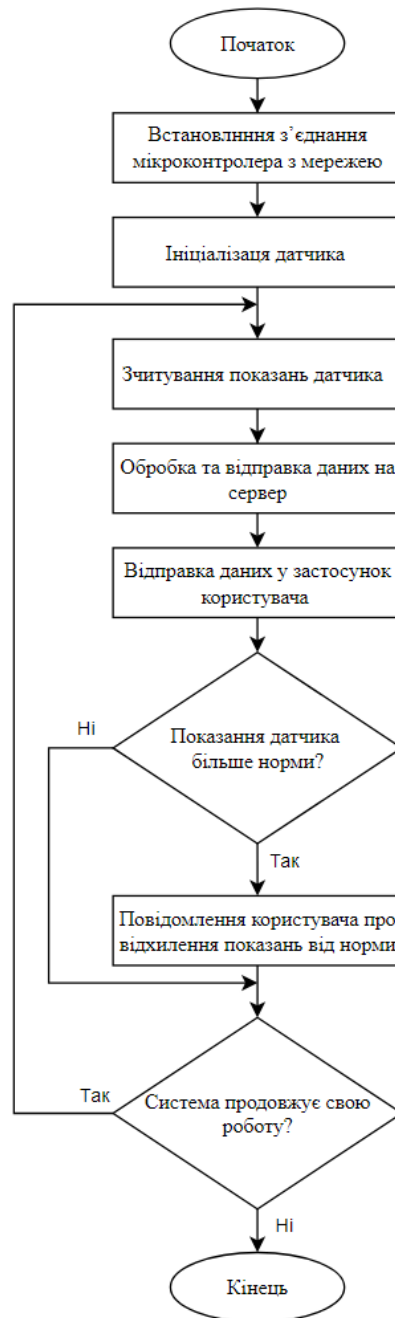 Початок
Встановлнння з’єднання
мікроконтролера з мережею
Ініціалізаця датчика
Зчитування показань датчика
Обробка та відправка даних на
сервер
Відправка даних у застосунок
користувача
Ні
Показання датчика
більше норми?
Так
Повідомлення користувача про
відхилення показань від норми
Так
Система продовжує свою
роботу?
Ні
Кінець